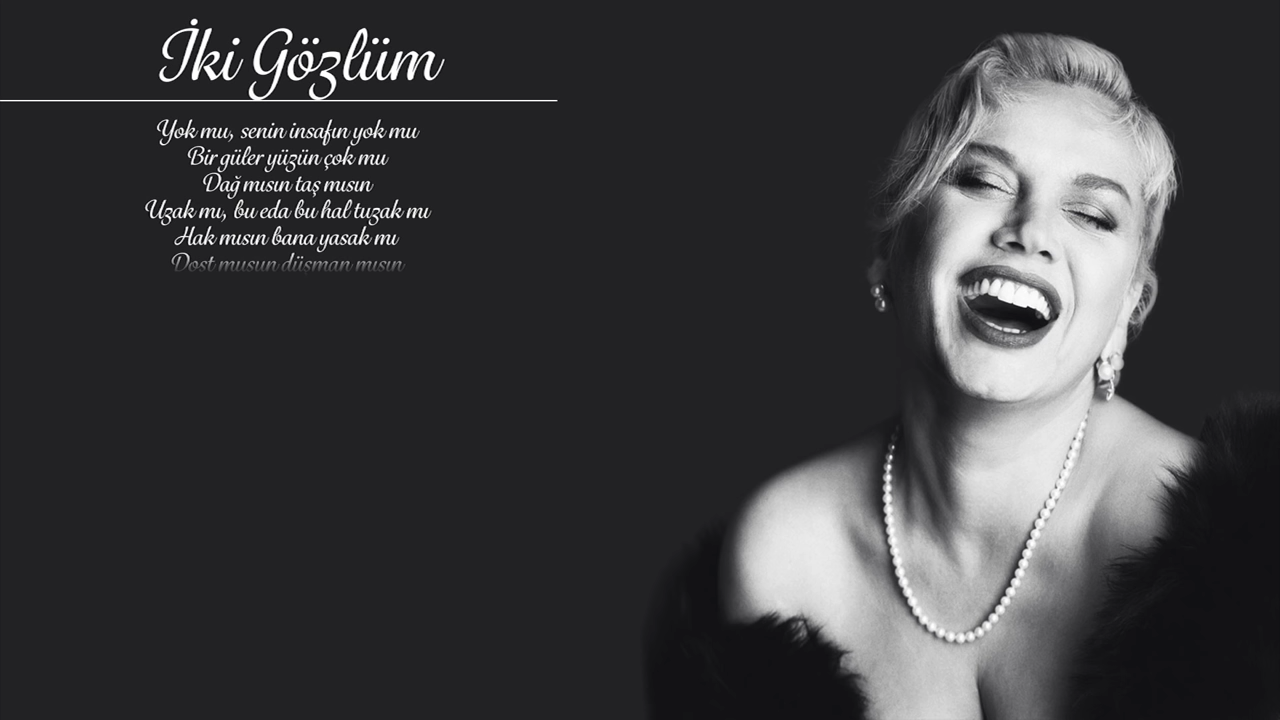 İki Gözlüm
Yok mu, senin insafın yok mu
Bir güler yüzün çok mu
Dağ mısın taş mısın
Uzak mı, bu eda bu hal tuzak mı
Hak mısın bana yasak mı
Dost musun düşman mısın